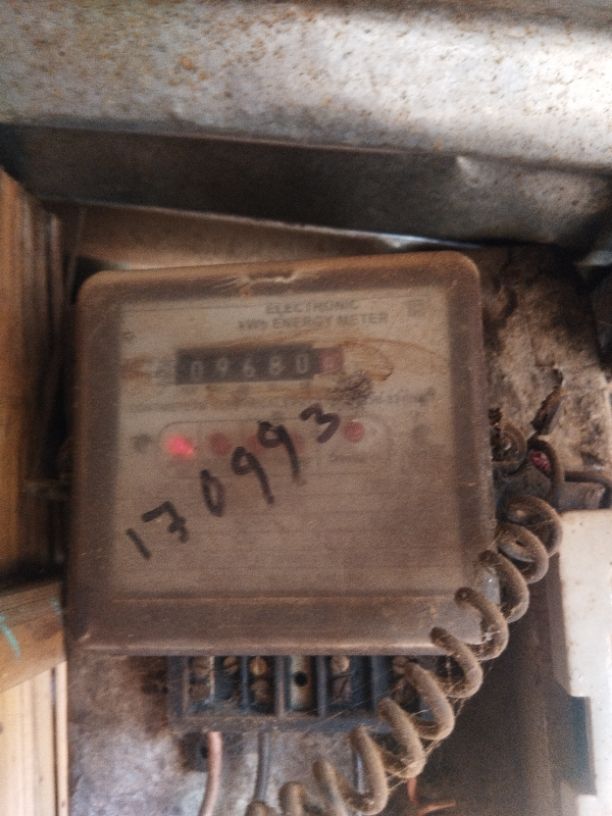 ELECTRONIC
kWh ENERGY METER
09680
170993